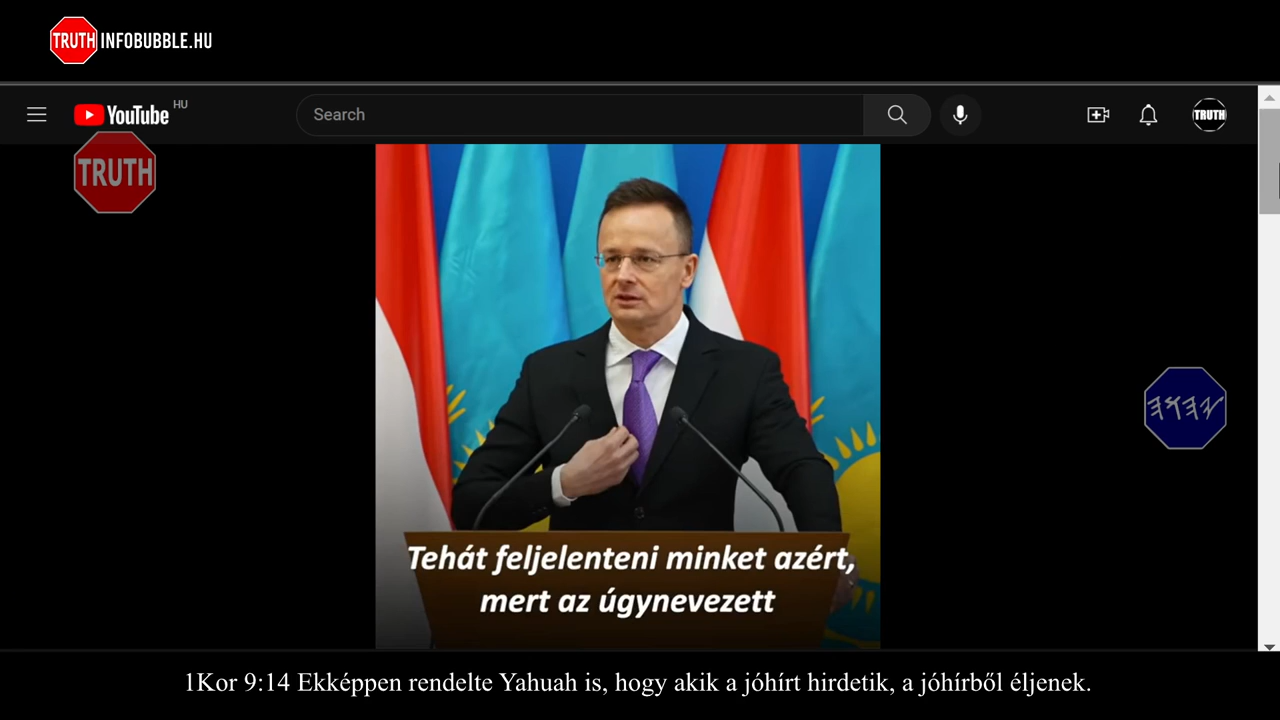 TRUTH INFOBUBBLE.HU
YouTube HU
Search
TRUTH
TRUTH
𐤉𐤄𐤅𐤄
Tehát feljelenteni minket azért,
mert az úgynevezett
1Kor 9:14 Ekképpen rendelte Yahuah is, hogy akik a jóhírt hirdetik, a jóhírből éljenek.